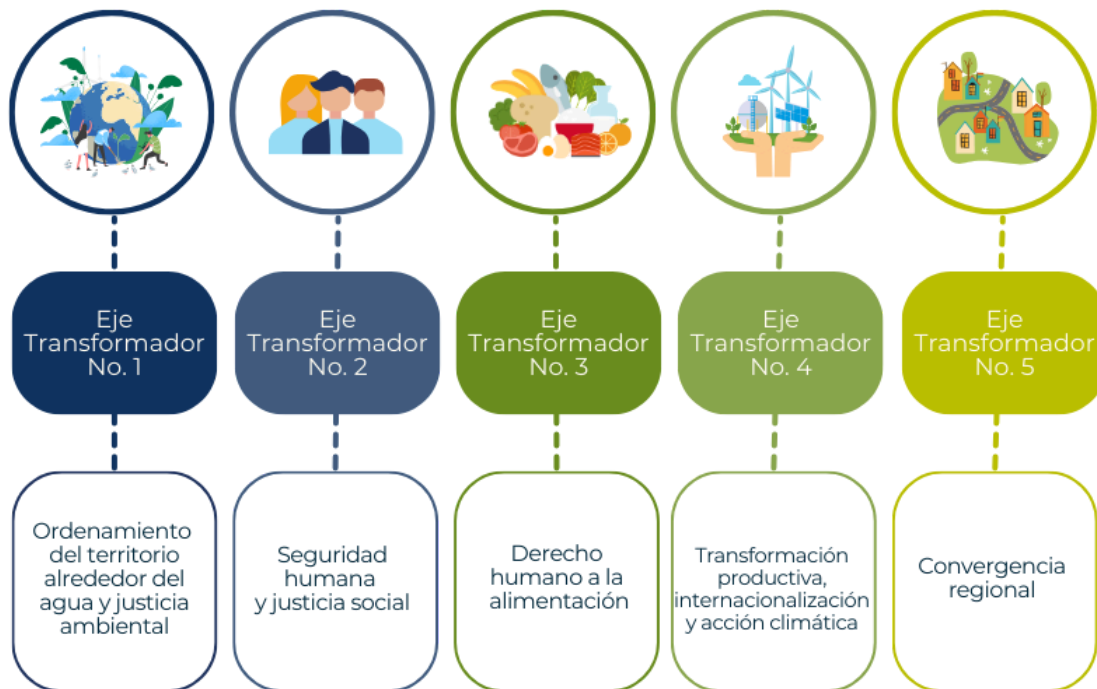 Eje
Transformador
No. 1
Eje
Transformador
No. 2
Eje
Transformador
No. 3
Eje
Transformador
No. 4
Eje
Transformador
No. 5
Ordenamiento
del territorio
alrededor del
agua y justicia
ambiental
Seguridad
humana
y justicia social
Derecho
humano a la
alimentación
Transformación
productiva,
internacionalización
y acción climática
Convergencia
regional